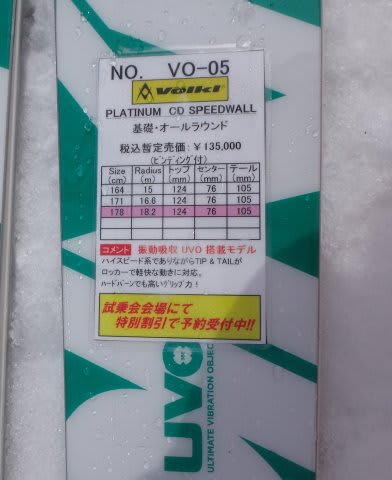 NO. VO-05
Völkl
PLATINUM CD SPEEDWALL
基礎・オールラウンド
税込暫定売価：￥135,000
(ビンディング付)
Size (cm) Radius (m) トップ (mm) センター (mm) テール (mm)
164 15 124 76 105
171 16.6 124 76 105
178 18.2 124 76 105
コメント 振動吸収 UVO 搭載モデル
ハイスピード系でありながらTIP & TAILが
ロッカーで軽快な動きに対応。
ハードバーンでも高いグリップ力！
試乗会会場にて
特別割引で予約受付中!!
UVO
ULTIMATE VIBRATION OBJEC